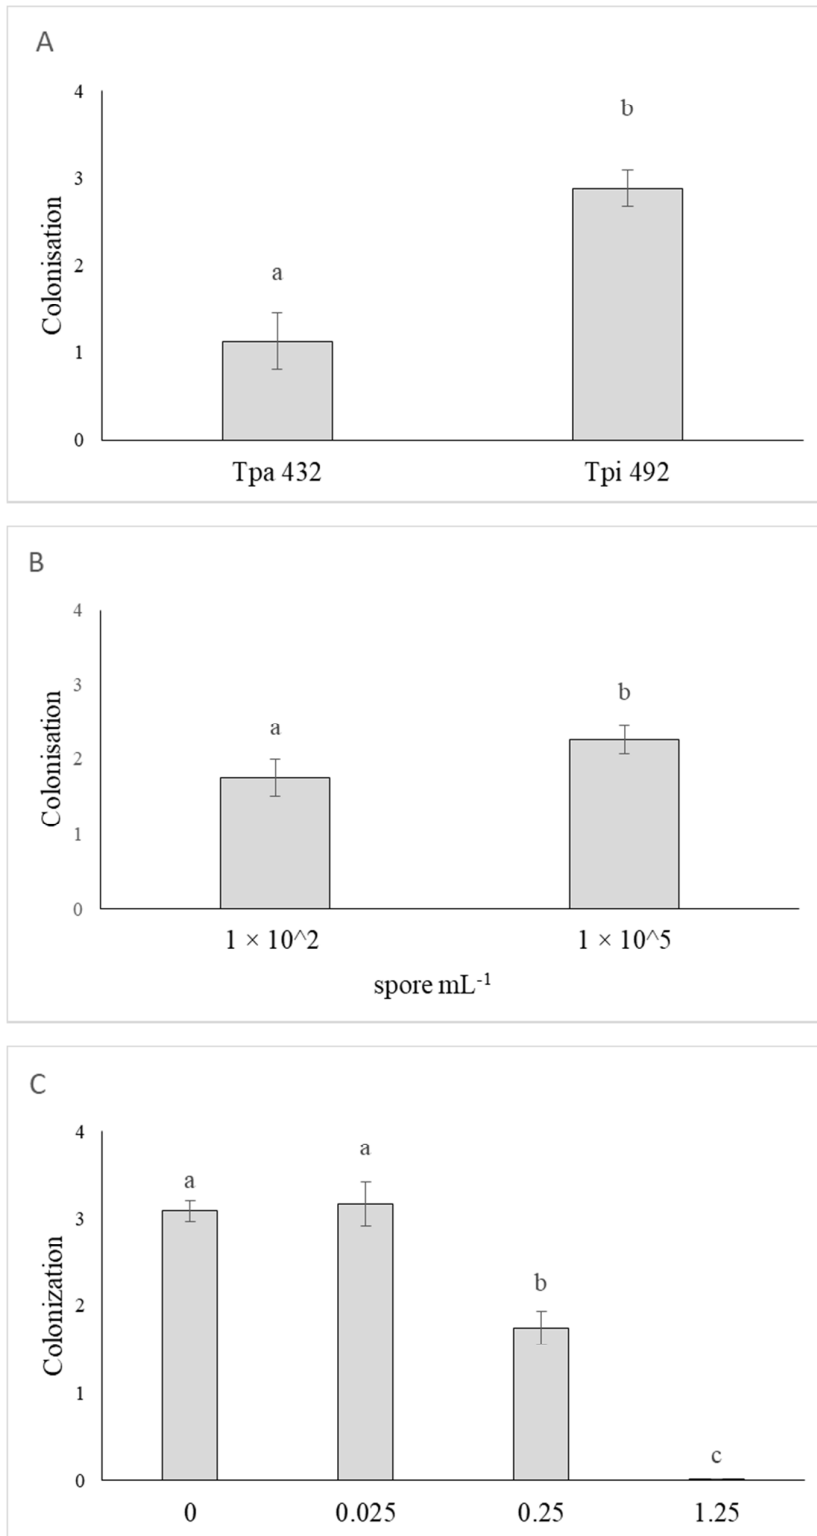 A
4
b
3
Colonisation
2
a
1
0
Tpa 432
Tpi 492
B
4
3
b
Colonisation
a
2
1
0
1 × 10^2
1 × 10^5
spore mL-1
C
4
a
a
3
Colonization
b
2
1
c
0
0
0.025
0.25
1.25